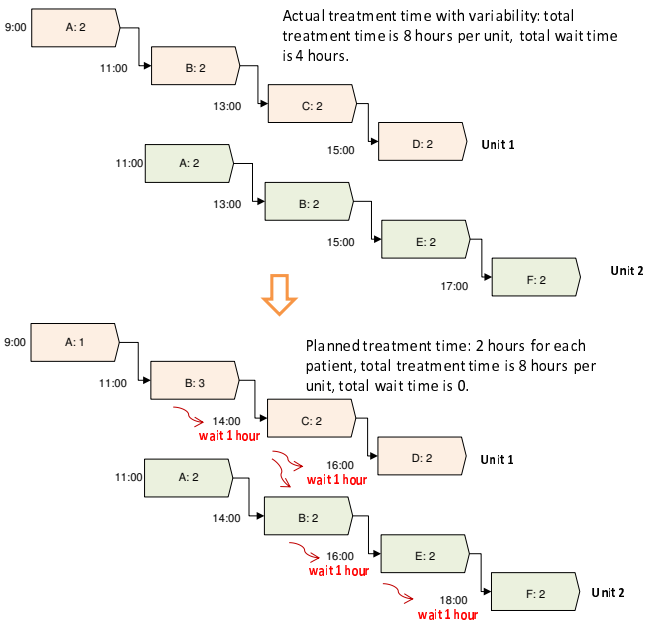 Actual treatment time with variability: total
treatment time is 8 hours per unit, total wait time
is 4 hours.
9:00
A: 2
11:00
B: 2
13:00
C: 2
15:00
D: 2
Unit 1
11:00
A: 2
13:00
B: 2
15:00
E: 2
17:00
F: 2
Unit 2
Planned treatment time: 2 hours for each
patient, total treatment time is 8 hours per
unit, total wait time is 0.
9:00
A: 1
11:00
B: 3
14:00
wait 1 hour
C: 2
16:00
wait 1 hour
D: 2
Unit 1
11:00
A: 2
14:00
B: 2
16:00
wait 1 hour
E: 2
18:00
wait 1 hour
F: 2
Unit 2